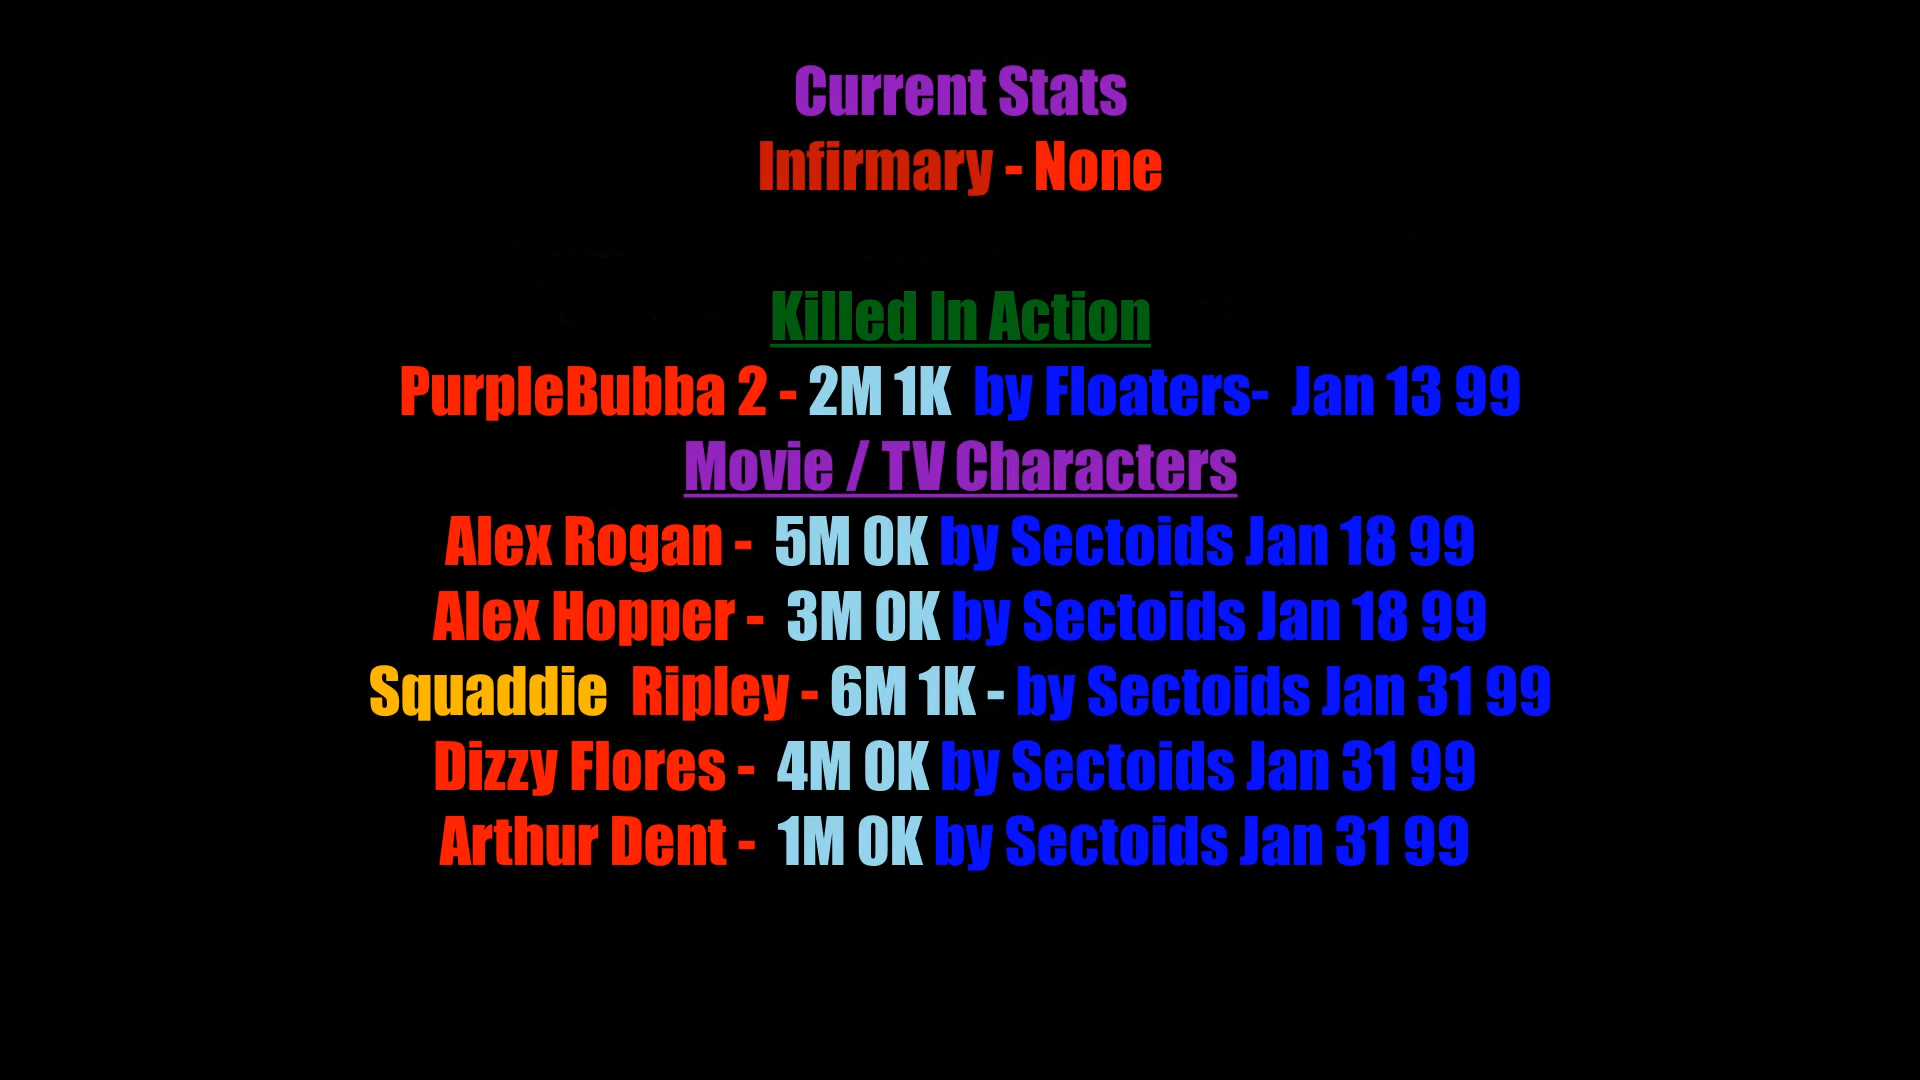 Current Stats
Infirmary - None
Killed In Action
PurpleBubba 2 - 2M 1K by Floaters- Jan 13 99
Movie / TV Characters
Alex Rogan - 5M 0K by Sectoids Jan 18 99
Alex Hopper - 3M 0K by Sectoids Jan 18 99
Squaddie Ripley - 6M 1K - by Sectoids Jan 31 99
Dizzy Flores - 4M 0K by Sectoids Jan 31 99
Arthur Dent - 1M 0K by Sectoids Jan 31 99